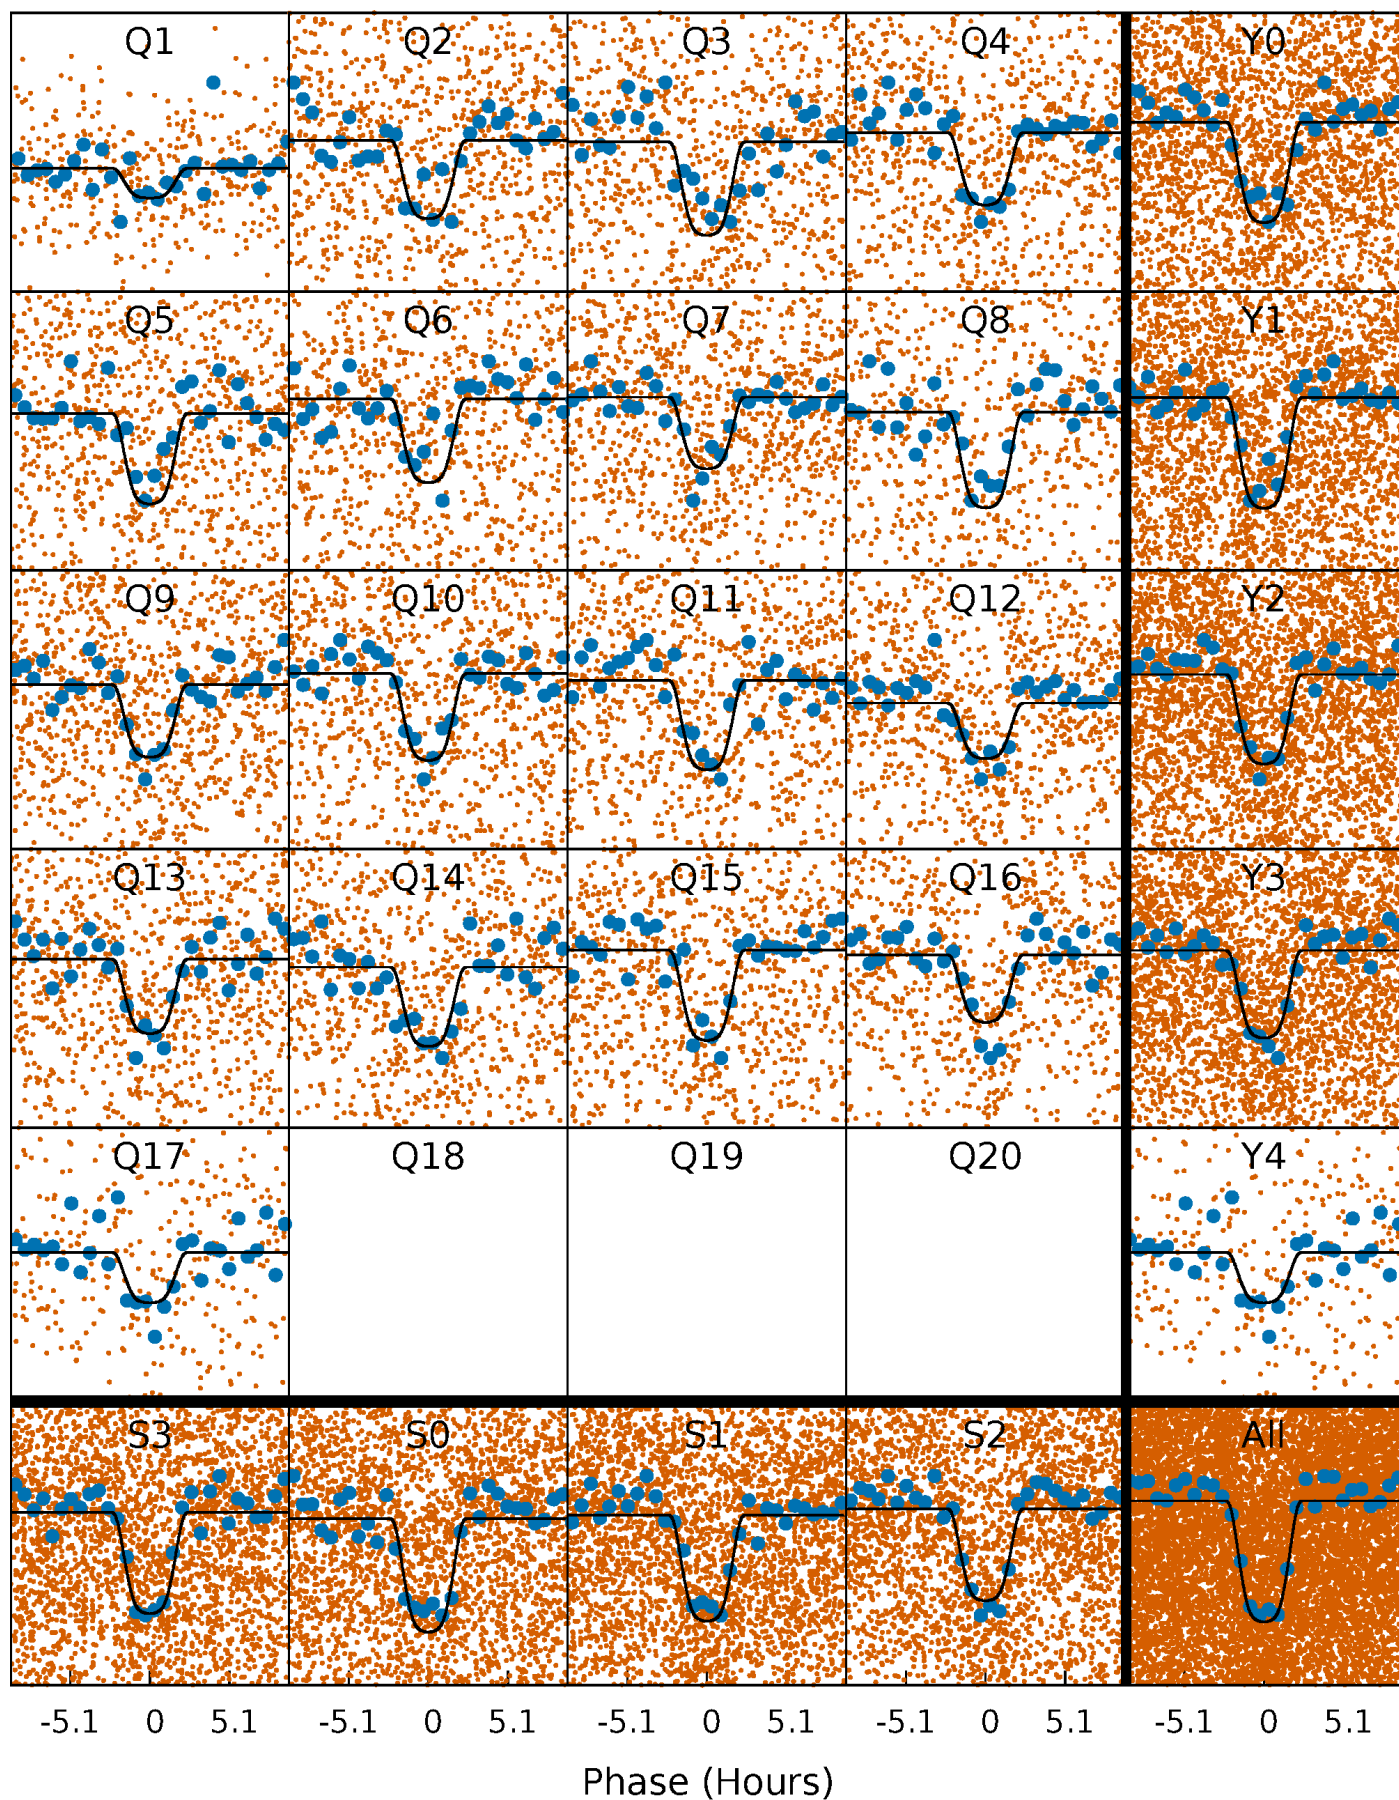 Q1 Q2 Q3 Q4 Y0
Q5 Q6 Q7 Q8 Y1
Q9 Q10 Q11 Q12 Y2
Q13 Q14 Q15 Q16 Y3
Q17 Q18 Q19 Q20 Y4
S3 S0 S1 S2 All
-5.1 0 5.1 -5.1 0 5.1 -5.1 0 5.1 -5.1 0 5.1 -5.1 0 5.1
Phase (Hours)